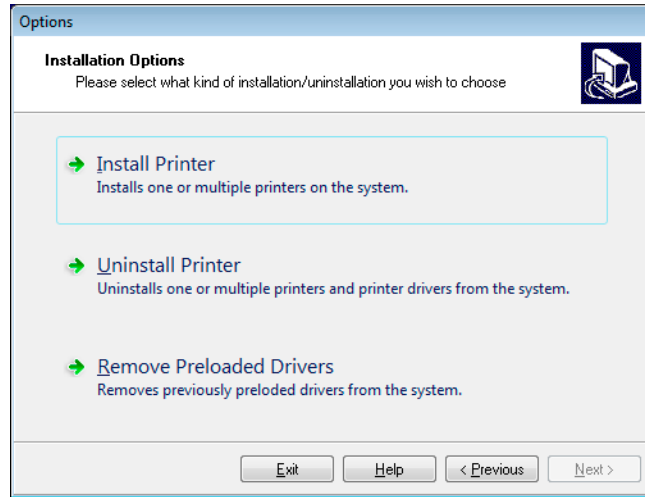 Options
Installation Options
Please select what kind of installation/uninstallation you wish to choose
Install Printer
Installs one or multiple printers on the system.
Uninstall Printer
Uninstalls one or multiple printers and printer drivers from the system.
Remove Preloaded Drivers
Removes previously preloded drivers from the system.
Exit Help < Previous Next >